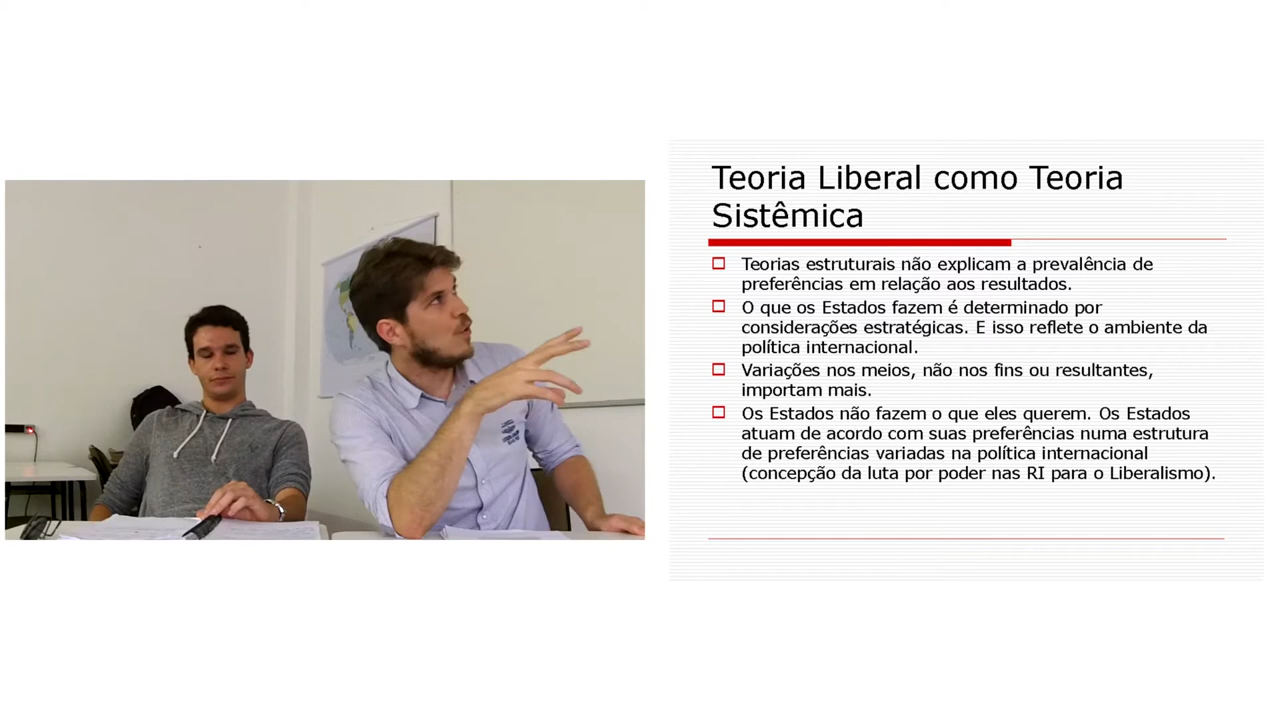 Teoria Liberal como Teoria
Sistêmica
Teorias estruturais não explicam a prevalência de
preferências em relação aos resultados.
O que os Estados fazem é determinado por
considerações estratégicas. E isso reflete o ambiente da
política internacional.
Variações nos meios, não nos fins ou resultantes,
importam mais.
Os Estados não fazem o que eles querem. Os Estados
atuam de acordo com suas preferências numa estrutura
de preferências variadas na política internacional
(concepção da luta por poder nas RI para o Liberalismo).